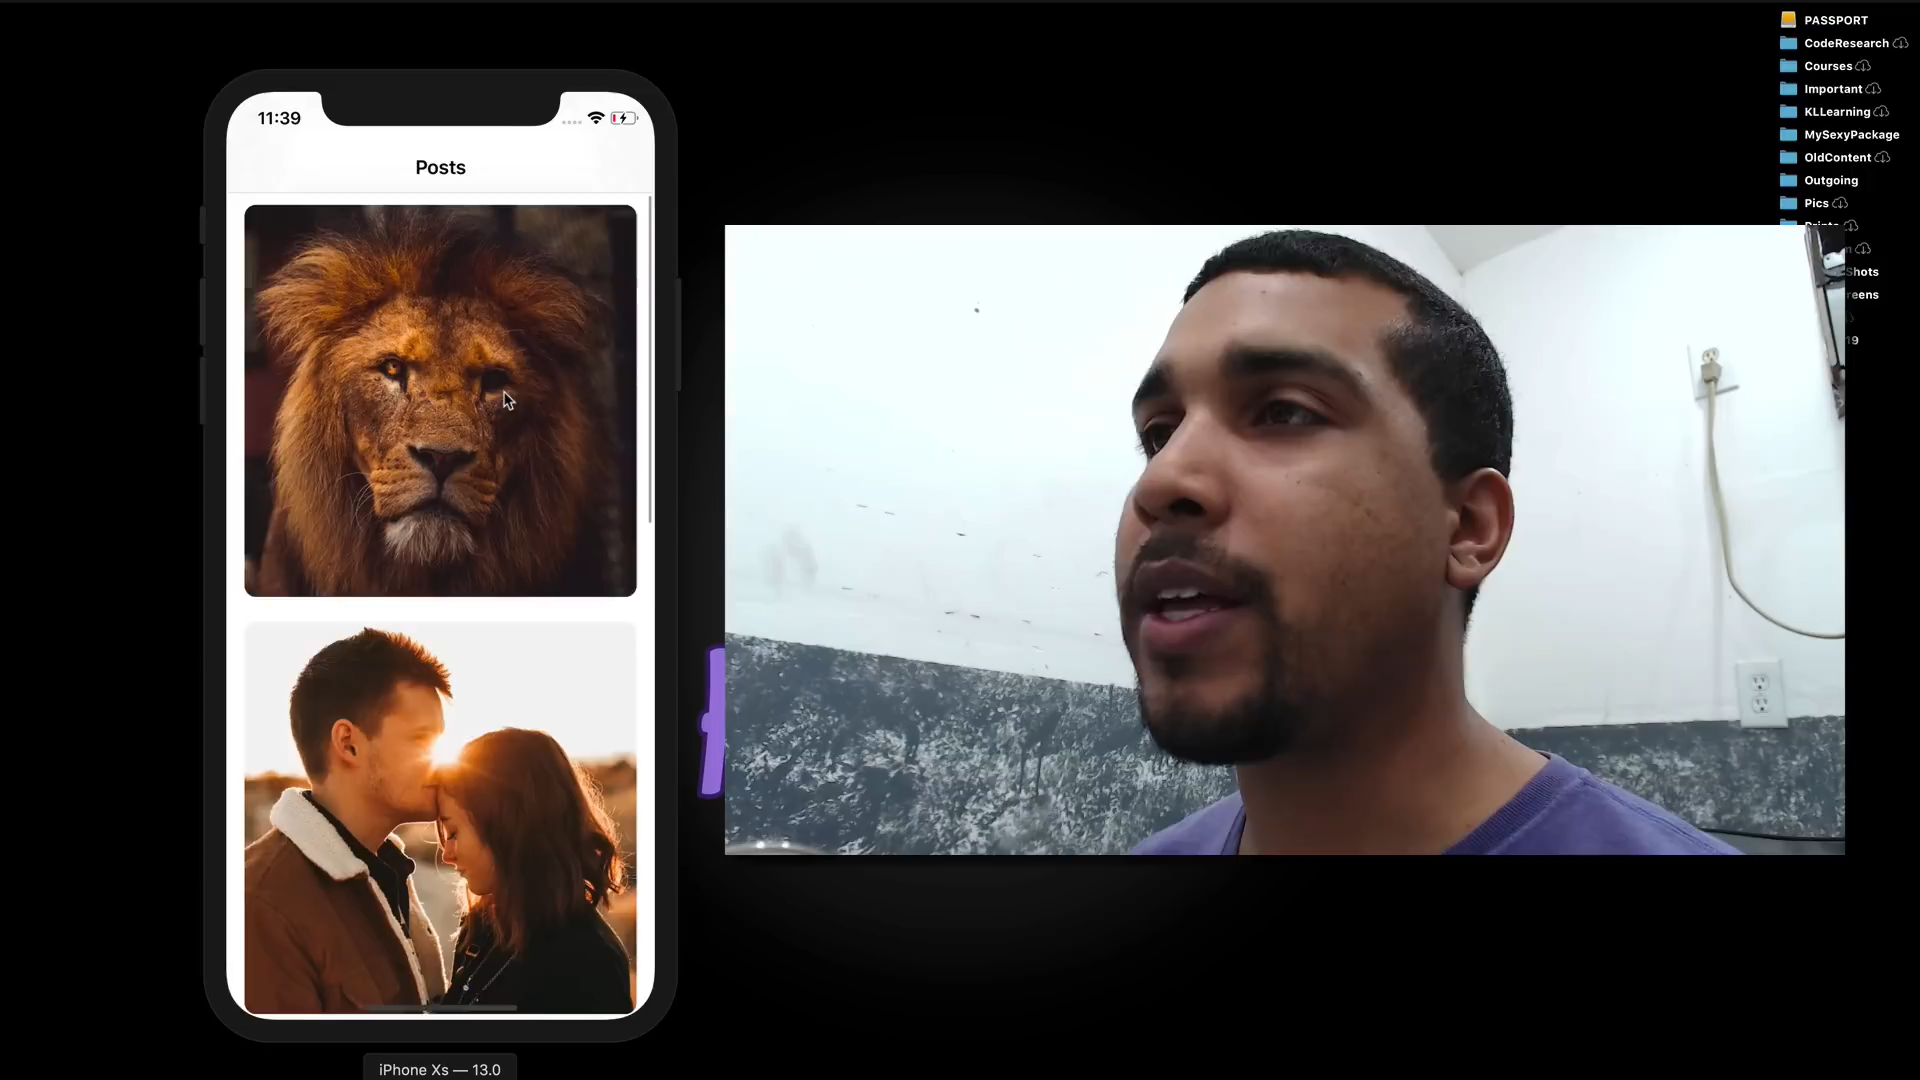 11:39
Posts
iPhone Xs — 13.0
PASSPORT
CodeResearch
Courses
Important
KLLearning
MySexyPackage
OldContent
Outgoing
Pics